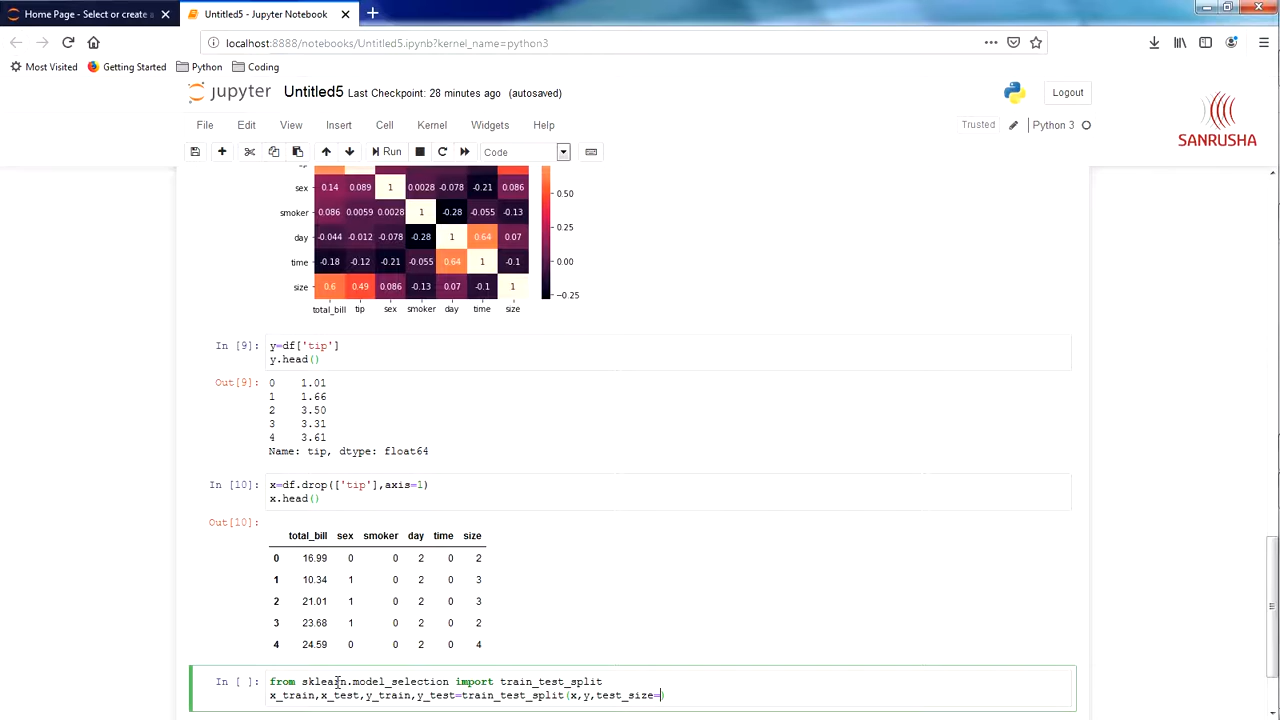 Home Page - Select or create
Untitled5 - Jupyter Notebook
localhost:8888/notebooks/Untitled5.ipynb?kernel_name=python3
Most Visited Getting Started Python Coding
jupyter Untitled5 Last Checkpoint: 28 minutes ago (autosaved)
Logout
SANRUSHA
File Edit View Insert Cell Kernel Widgets Help
Trusted Python 3
Run Code
sex 0.14 0.089 1 0.0028 -0.078 -0.21 0.086
0.50
smoker 0.086 0.0059 0.0028 1 -0.28 -0.055 -0.13
0.25
day -0.044 -0.012 -0.078 -0.28 1 0.64 0.07
time -0.18 -0.12 -0.21 -0.055 0.64 1 -0.1
0.00
size 0.6 0.49 0.086 -0.13 0.07 -0.1 1
-0.25
total_bill tip sex smoker day time size
In [9]: y=df['tip']
y.head()
Out[9]: 0 1.01
1 1.66
2 3.50
3 3.31
4 3.61
Name: tip, dtype: float64
In [10]: x=df.drop(['tip'],axis=1)
x.head()
Out[10]:
total_bill sex smoker day time size
0 16.99 0 0 2 0 2
1 10.34 1 0 2 0 3
2 21.01 1 0 2 0 3
3 23.68 1 0 2 0 2
4 24.59 0 0 2 0 4
In [ ]: from sklearn.model_selection import train_test_split
x_train,x_test,y_train,y_test=train_test_split(x,y,test_size=)